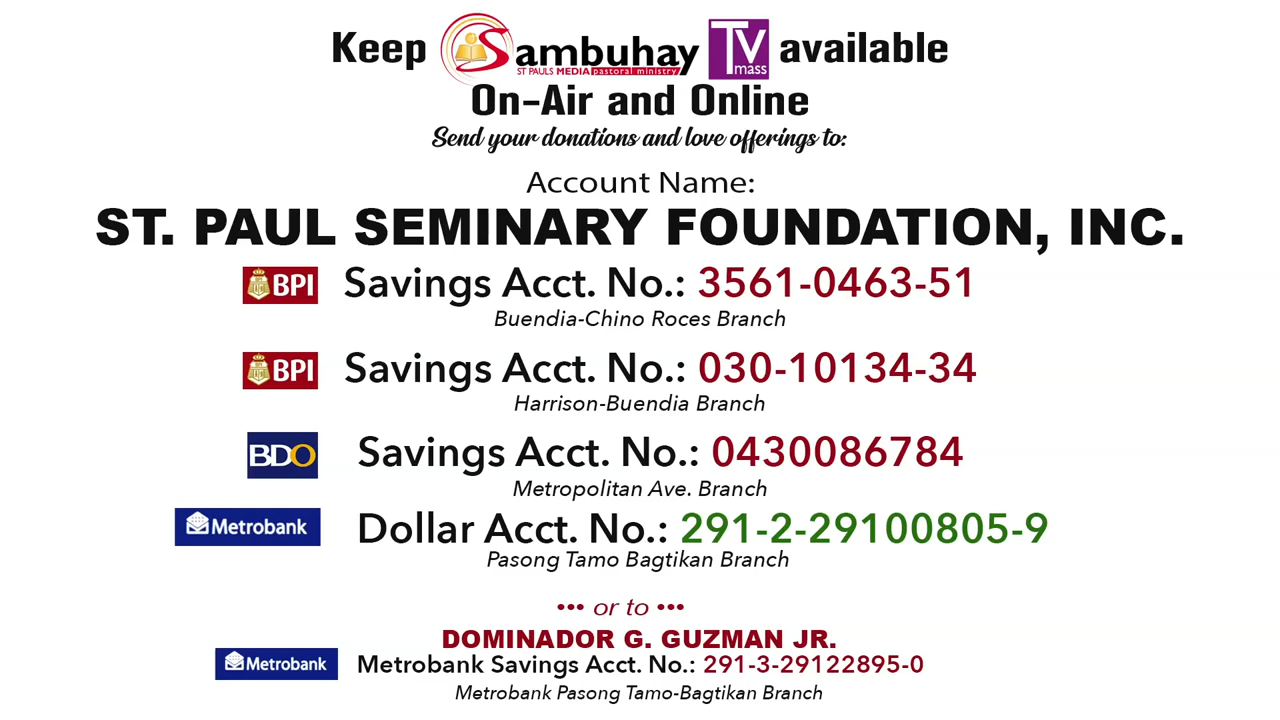 Keep Sambuhay TV mass available
ST PAULS MEDIA pastoral ministry
On-Air and Online
Send your donations and love offerings to:
Account Name:
ST. PAUL SEMINARY FOUNDATION, INC.
BPI Savings Acct. No.: 3561-0463-51
Buendia-Chino Roces Branch
BPI Savings Acct. No.: 030-10134-34
Harrison-Buendia Branch
BDO Savings Acct. No.: 0430086784
Metropolitan Ave. Branch
Metrobank Dollar Acct. No.: 291-2-29100805-9
Pasong Tamo Bagtikan Branch
••• or to •••
DOMINADOR G. GUZMAN JR.
Metrobank Metrobank Savings Acct. No.: 291-3-29122895-0
Metrobank Pasong Tamo-Bagtikan Branch